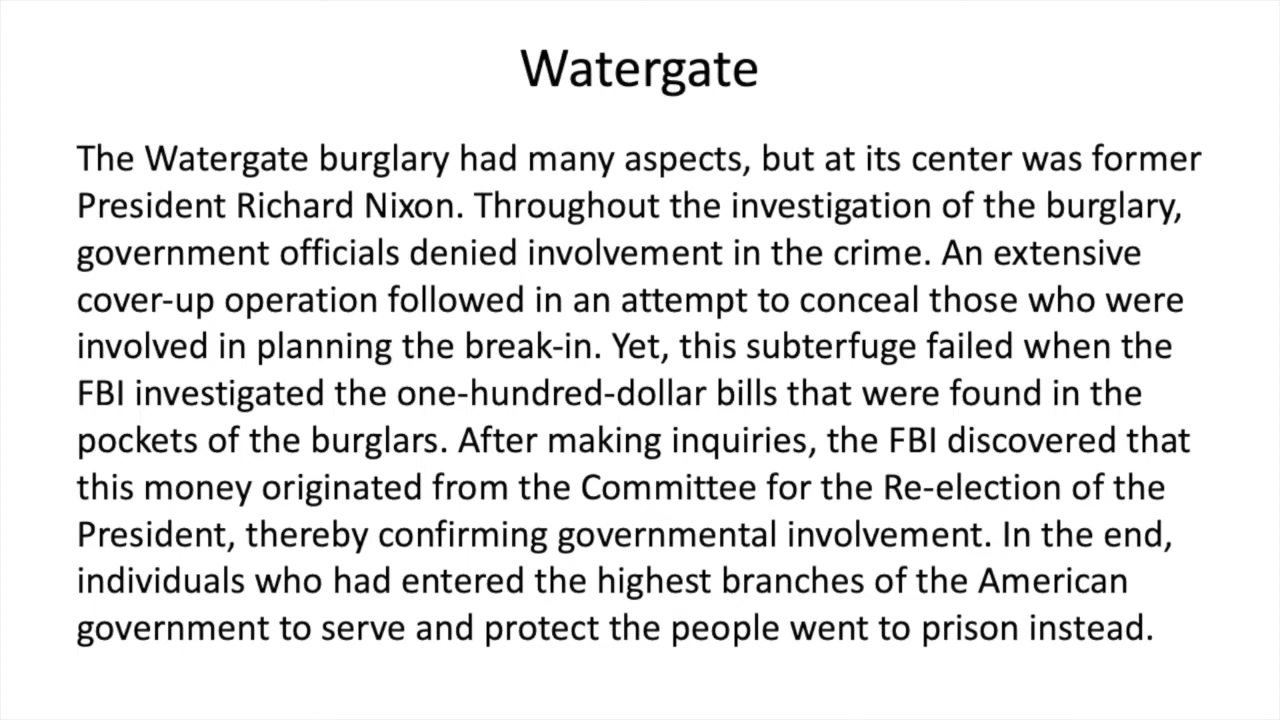 Watergate
The Watergate burglary had many aspects, but at its center was former
President Richard Nixon. Throughout the investigation of the burglary,
government officials denied involvement in the crime. An extensive
cover-up operation followed in an attempt to conceal those who were
involved in planning the break-in. Yet, this subterfuge failed when the
FBI investigated the one-hundred-dollar bills that were found in the
pockets of the burglars. After making inquiries, the FBI discovered that
this money originated from the Committee for the Re-election of the
President, thereby confirming governmental involvement. In the end,
individuals who had entered the highest branches of the American
government to serve and protect the people went to prison instead.